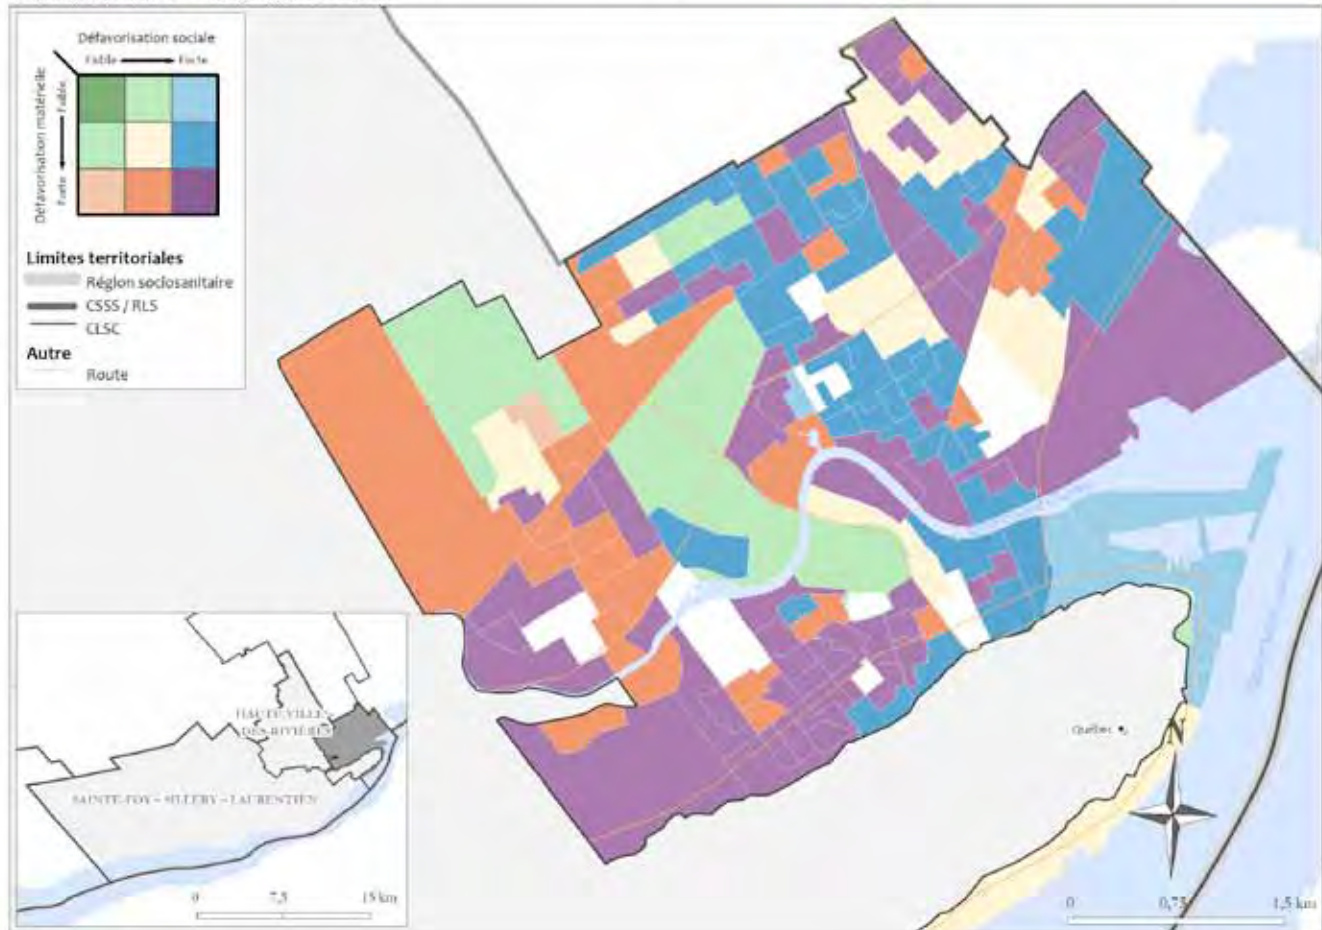 Défavorisation sociale
Faible
Forte
Défavorisation matérielle
Faible
Forte
Limites territoriales
Région sociosanitaire
CSSS / RLS
CLSC
Autre
Route
HAUTE-VILLE-
DES-RIVIÈRES
SAINTE-FOY - SILLERY - LAURENTIEN
0 7,5 15 km
Québec
N
0 0,75 1,5 km